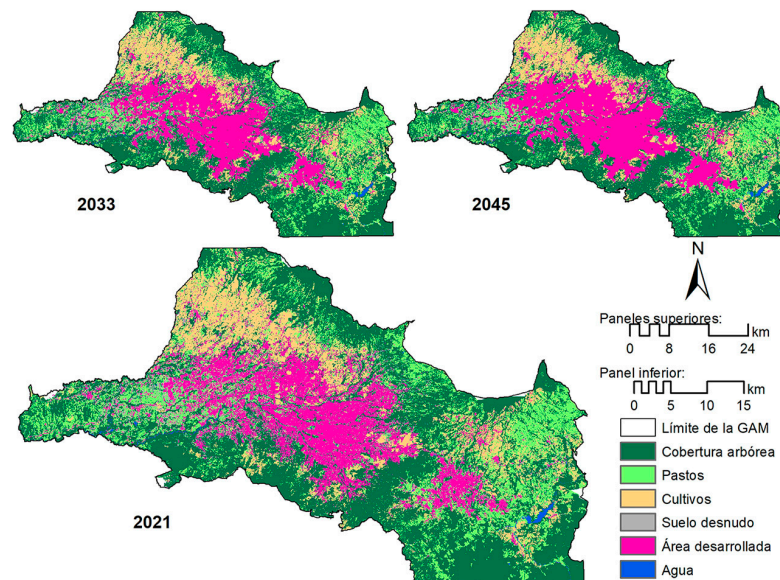 2033
2045
N
Paneles superiores:
km
0 8 16 24
Panel inferior:
km
0 5 10 15
2021
Límite de la GAM
Cobertura arbórea
Pastos
Cultivos
Suelo desnudo
Área desarrollada
Agua